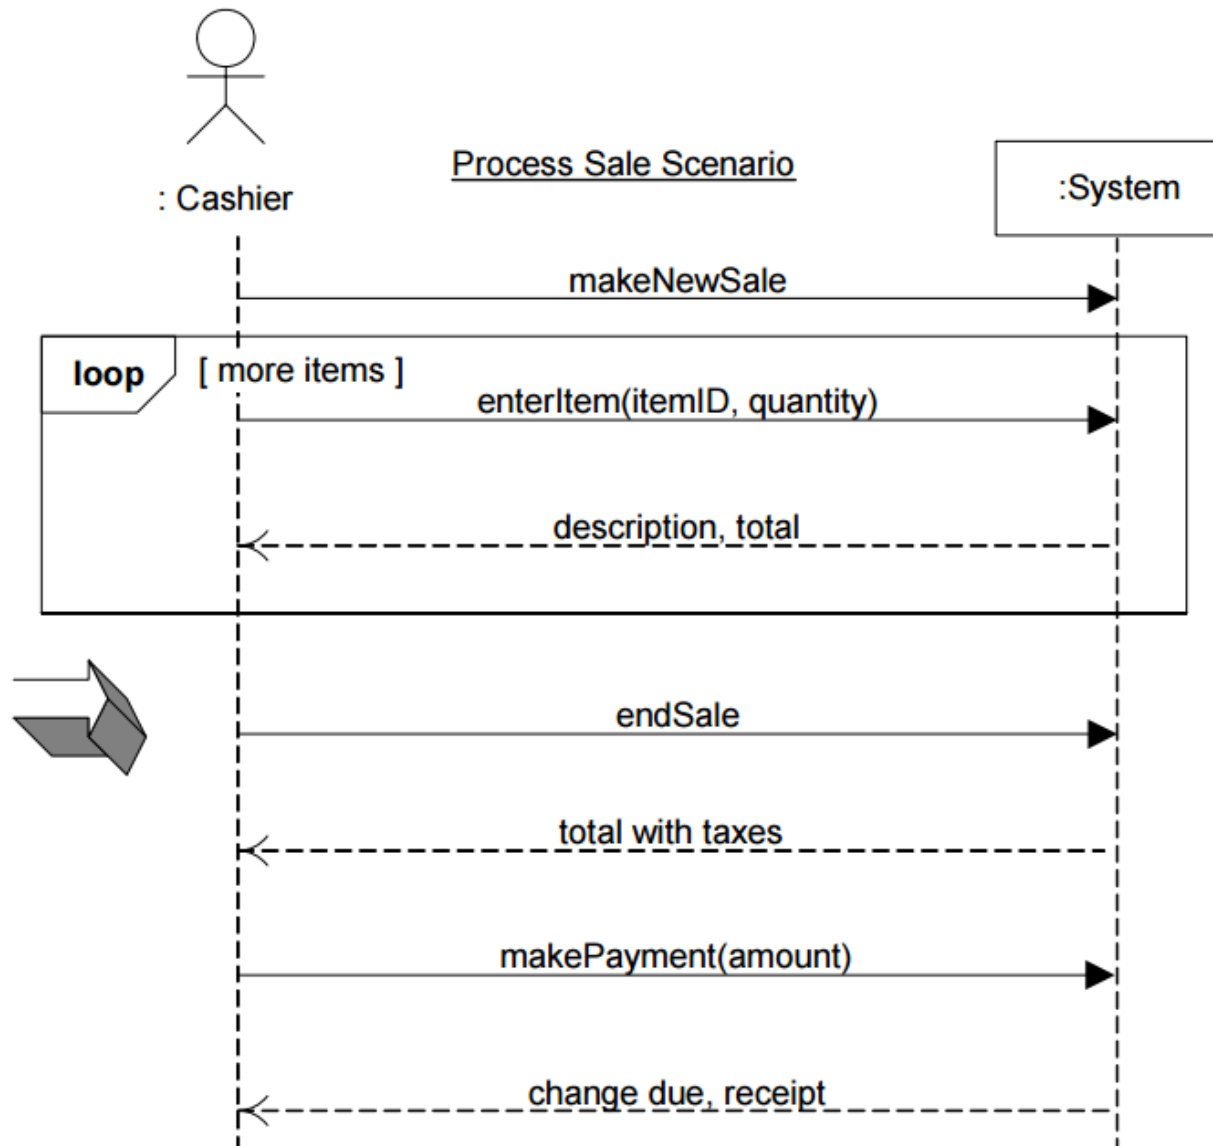 Process Sale Scenario
: Cashier
:System
makeNewSale
loop
[ more items ]
enterItem(itemID, quantity)
description, total
endSale
total with taxes
makePayment(amount)
change due, receipt